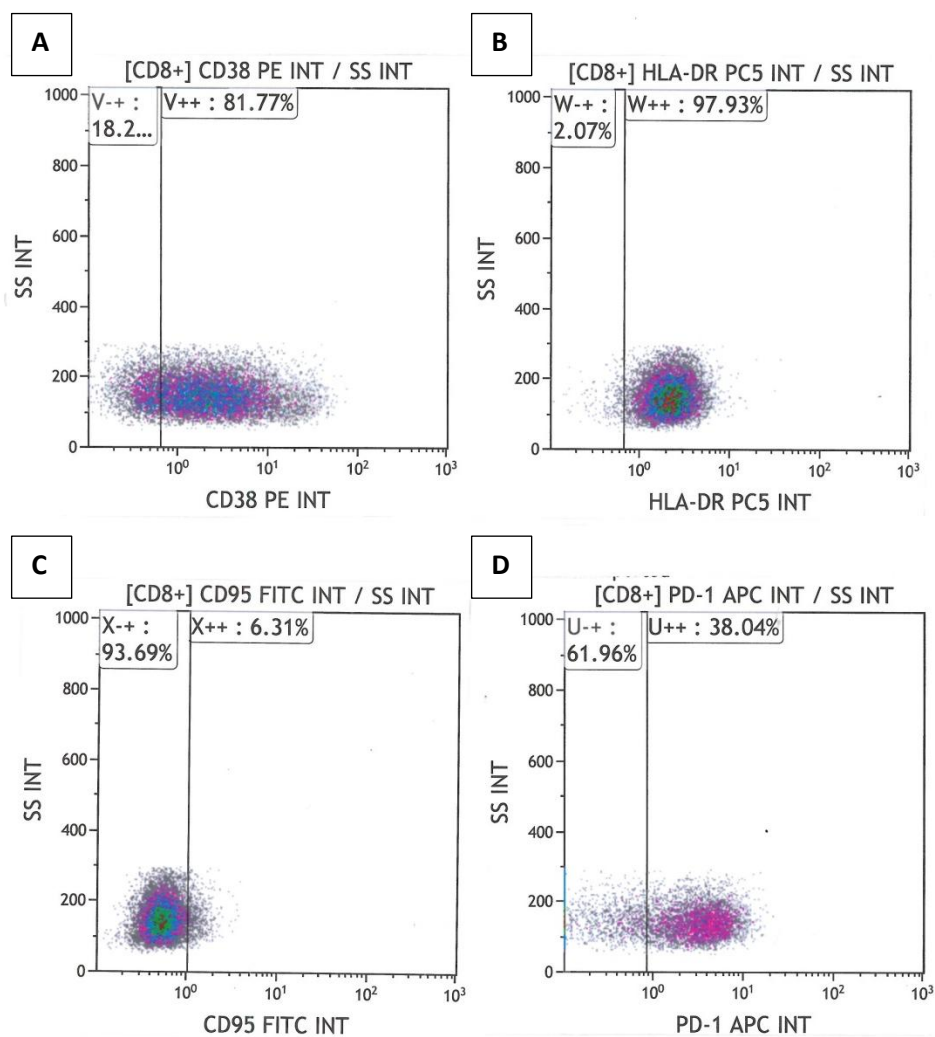 A
[CD8+] CD38 PE INT / SS INT
V-+ :
18.2...
V++ : 81.77%
1000
800
600
400
200
0
SS INT
10⁰
10¹
10²
10³
CD38 PE INT
B
[CD8+] HLA-DR PC5 INT / SS INT
W-+ :
2.07%
W++ : 97.93%
1000
800
600
400
200
0
SS INT
10⁰
10¹
10²
10³
HLA-DR PC5 INT
C
[CD8+] CD95 FITC INT / SS INT
X-+ :
93.69%
X++ : 6.31%
1000
800
600
400
200
0
SS INT
10⁰
10¹
10²
10³
CD95 FITC INT
D
[CD8+] PD-1 APC INT / SS INT
U-+ :
61.96%
U++ : 38.04%
1000
800
600
400
200
0
SS INT
10⁰
10¹
10²
10³
PD-1 APC INT